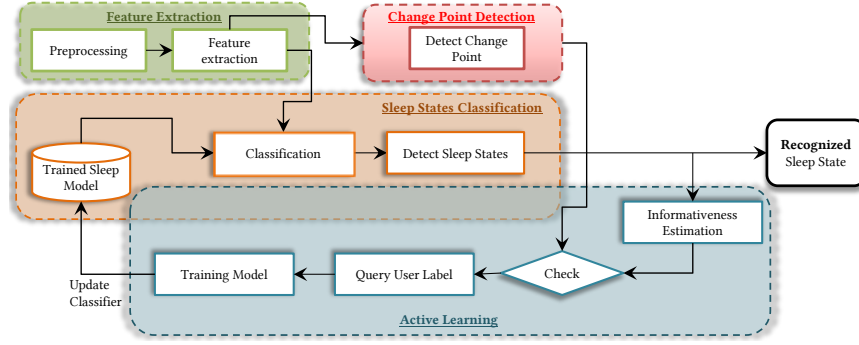 Feature Extraction
Change Point Detection
Preprocessing
Feature
extraction
Detect Change
Point
Sleep States Classification
Trained Sleep
Model
Classification
Detect Sleep States
Recognized
Sleep State
Informativeness
Estimation
Update
Classifier
Training Model
Query User Label
Check
Active Learning